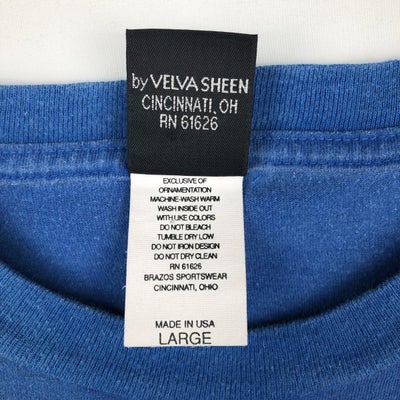 by VELVA SHEEN
CINCINNATI, OH
RN 61626
EXCLUSIVE OF
ORNAMENTATION
MACHINE-WASH WARM
WASH INSIDE OUT
WITH LIKE COLORS
DO NOT BLEACH
TUMBLE DRY LOW
DO NOT IRON DESIGN
DO NOT DRY CLEAN
RN 61626
BRAZOS SPORTSWEAR
CINCINNATI, OHIO
MADE IN USA
LARGE